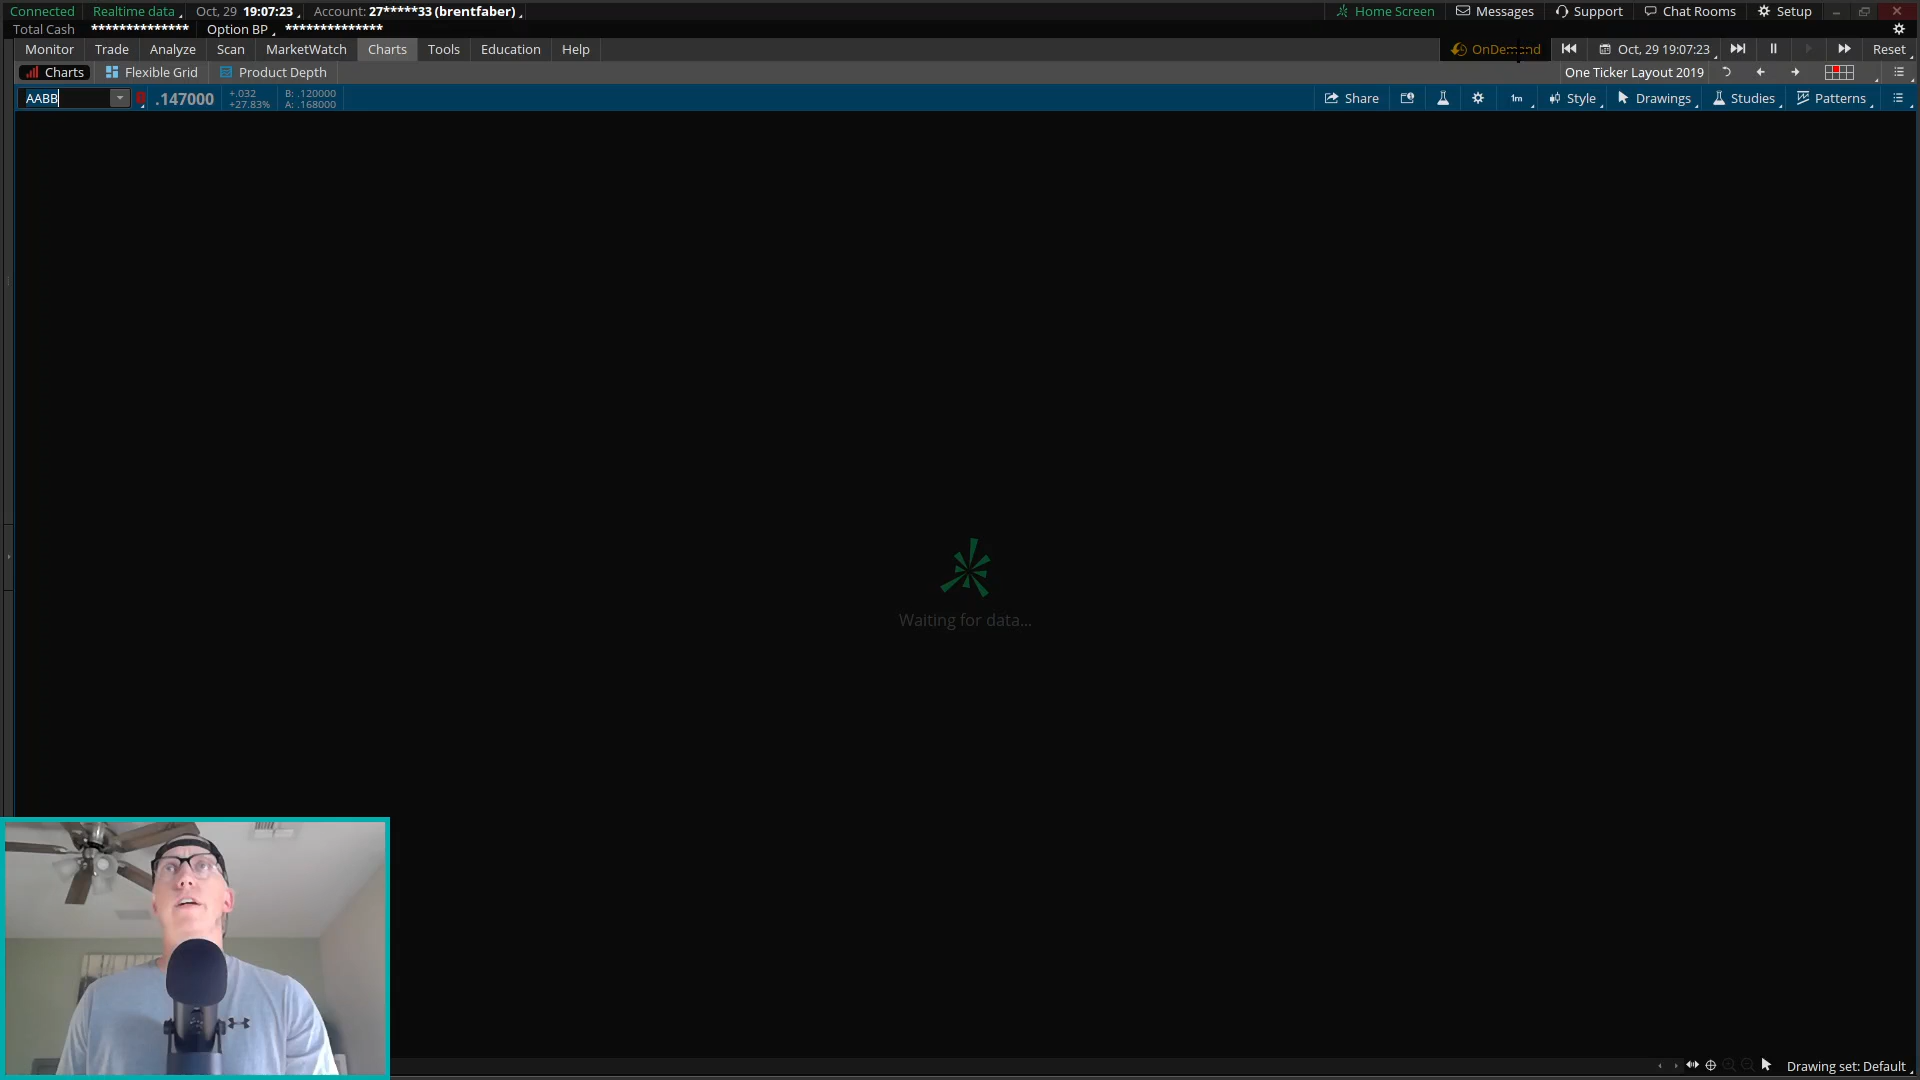 Connected Realtime data Oct, 29 19:07:23 Account: 27*****33 (brentfaber) Home Screen Messages Support Chat Rooms Setup
Total Cash ************** Option BP **************
Monitor Trade Analyze Scan MarketWatch Charts Tools Education Help OnDemand Oct, 29 19:07:23 Reset
Charts Flexible Grid Product Depth One Ticker Layout 2019
AABB .147000 +.032 B: .120000 Share 1m Style Drawings Studies Patterns
+27.83% A: .168000
Waiting for data...
Drawing set: Default